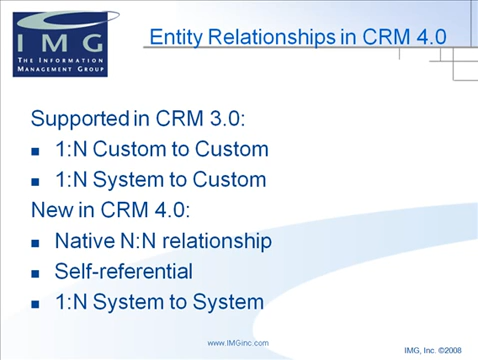 IMG
THE INFORMATION
MANAGEMENT GROUP
Entity Relationships in CRM 4.0
Supported in CRM 3.0:
1:N Custom to Custom
1:N System to Custom
New in CRM 4.0:
Native N:N relationship
Self-referential
1:N System to System
www.IMGinc.com
IMG, Inc. ©2008